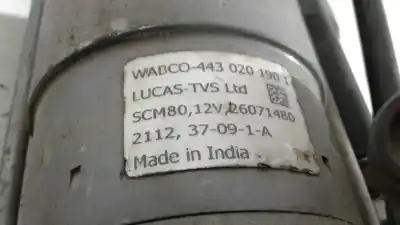 WABCO-443 020 190 1
LUCAS-TVS Ltd
SCM80,12V,26071480
2112, 37-09-1-A
Made in India